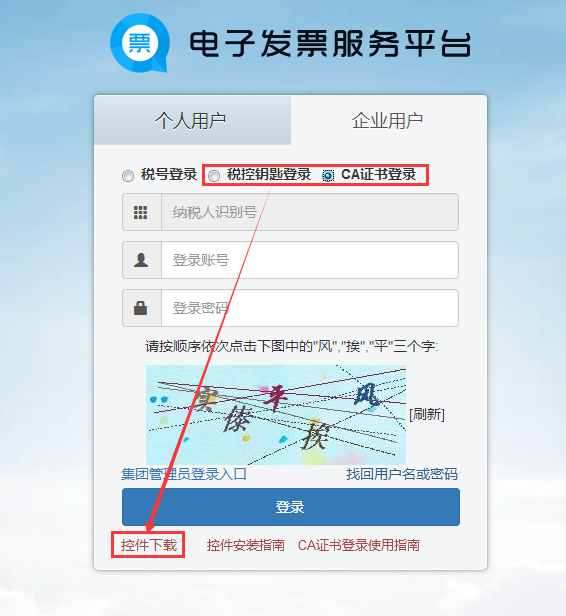 票 电子发票服务平台
个人用户 企业用户
税号登录 税控钥匙登录 CA证书登录
纳税人识别号
登录账号
登录密码
请按顺序依次点击下图中的"风","挨","平"三个字:
实 傣 平 挨 风
[刷新]
集团管理员登录入口 找回用户名或密码
登录
控件下载 控件安装指南 CA证书登录使用指南